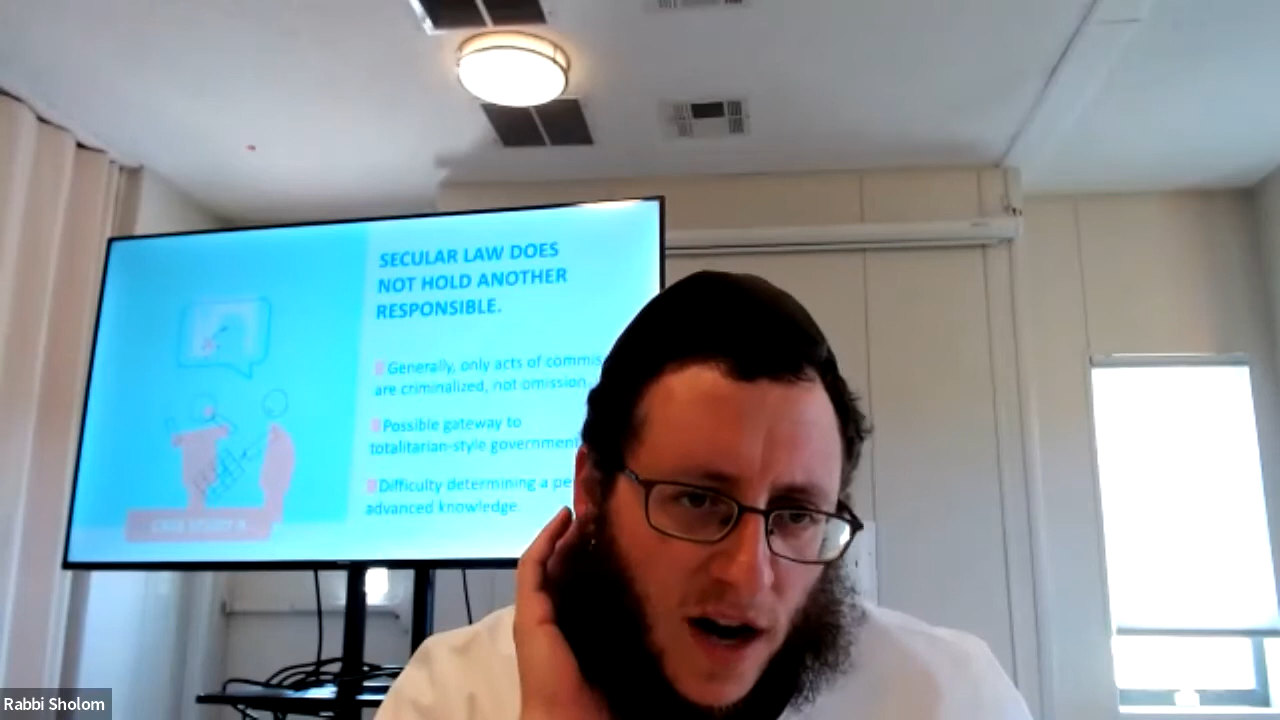 SECULAR LAW DOES
NOT HOLD ANOTHER
RESPONSIBLE.
Generally, only acts of commis
are criminalized, not omission.
Possible gateway to
totalitarian-style government
Difficulty determining a pe
advanced knowledge.
Rabbi Sholom